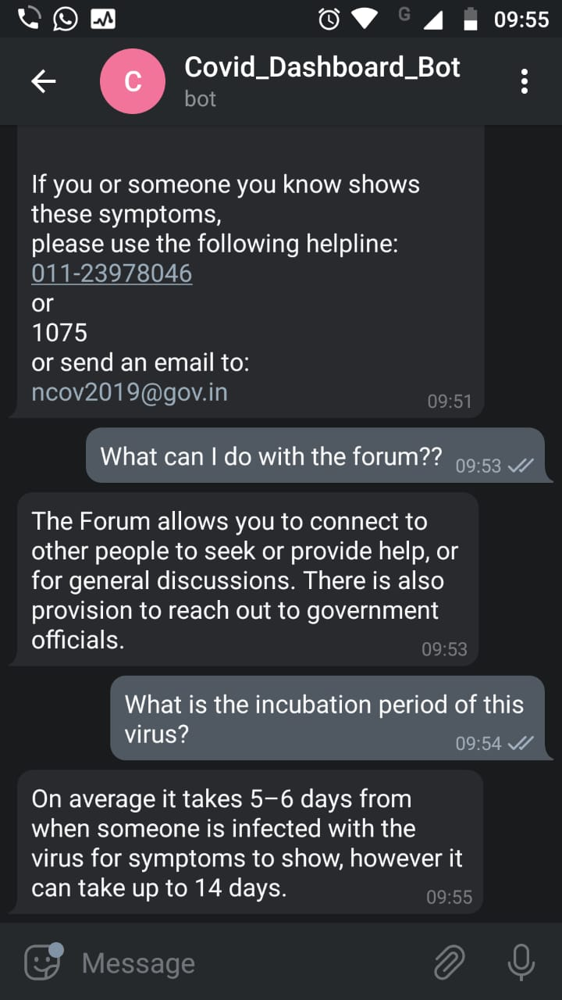 G 09:55
C
Covid_Dashboard_Bot
bot
If you or someone you know shows
these symptoms,
please use the following helpline:
011-23978046
or
1075
or send an email to:
ncov2019@gov.in
09:51
What can I do with the forum??
09:53
The Forum allows you to connect to
other people to seek or provide help, or
for general discussions. There is also
provision to reach out to government
officials.
09:53
What is the incubation period of this
virus?
09:54
On average it takes 5–6 days from
when someone is infected with the
virus for symptoms to show, however it
can take up to 14 days.
09:55
Message